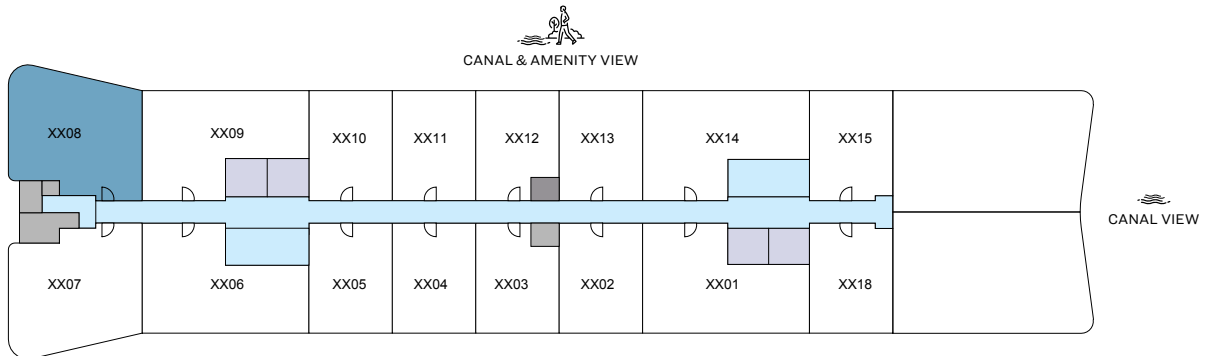 CANAL & AMENITY VIEW
XX08
XX09
XX10
XX11
XX12
XX13
XX14
XX15
CANAL VIEW
XX07
XX06
XX05
XX04
XX03
XX02
XX01
XX18